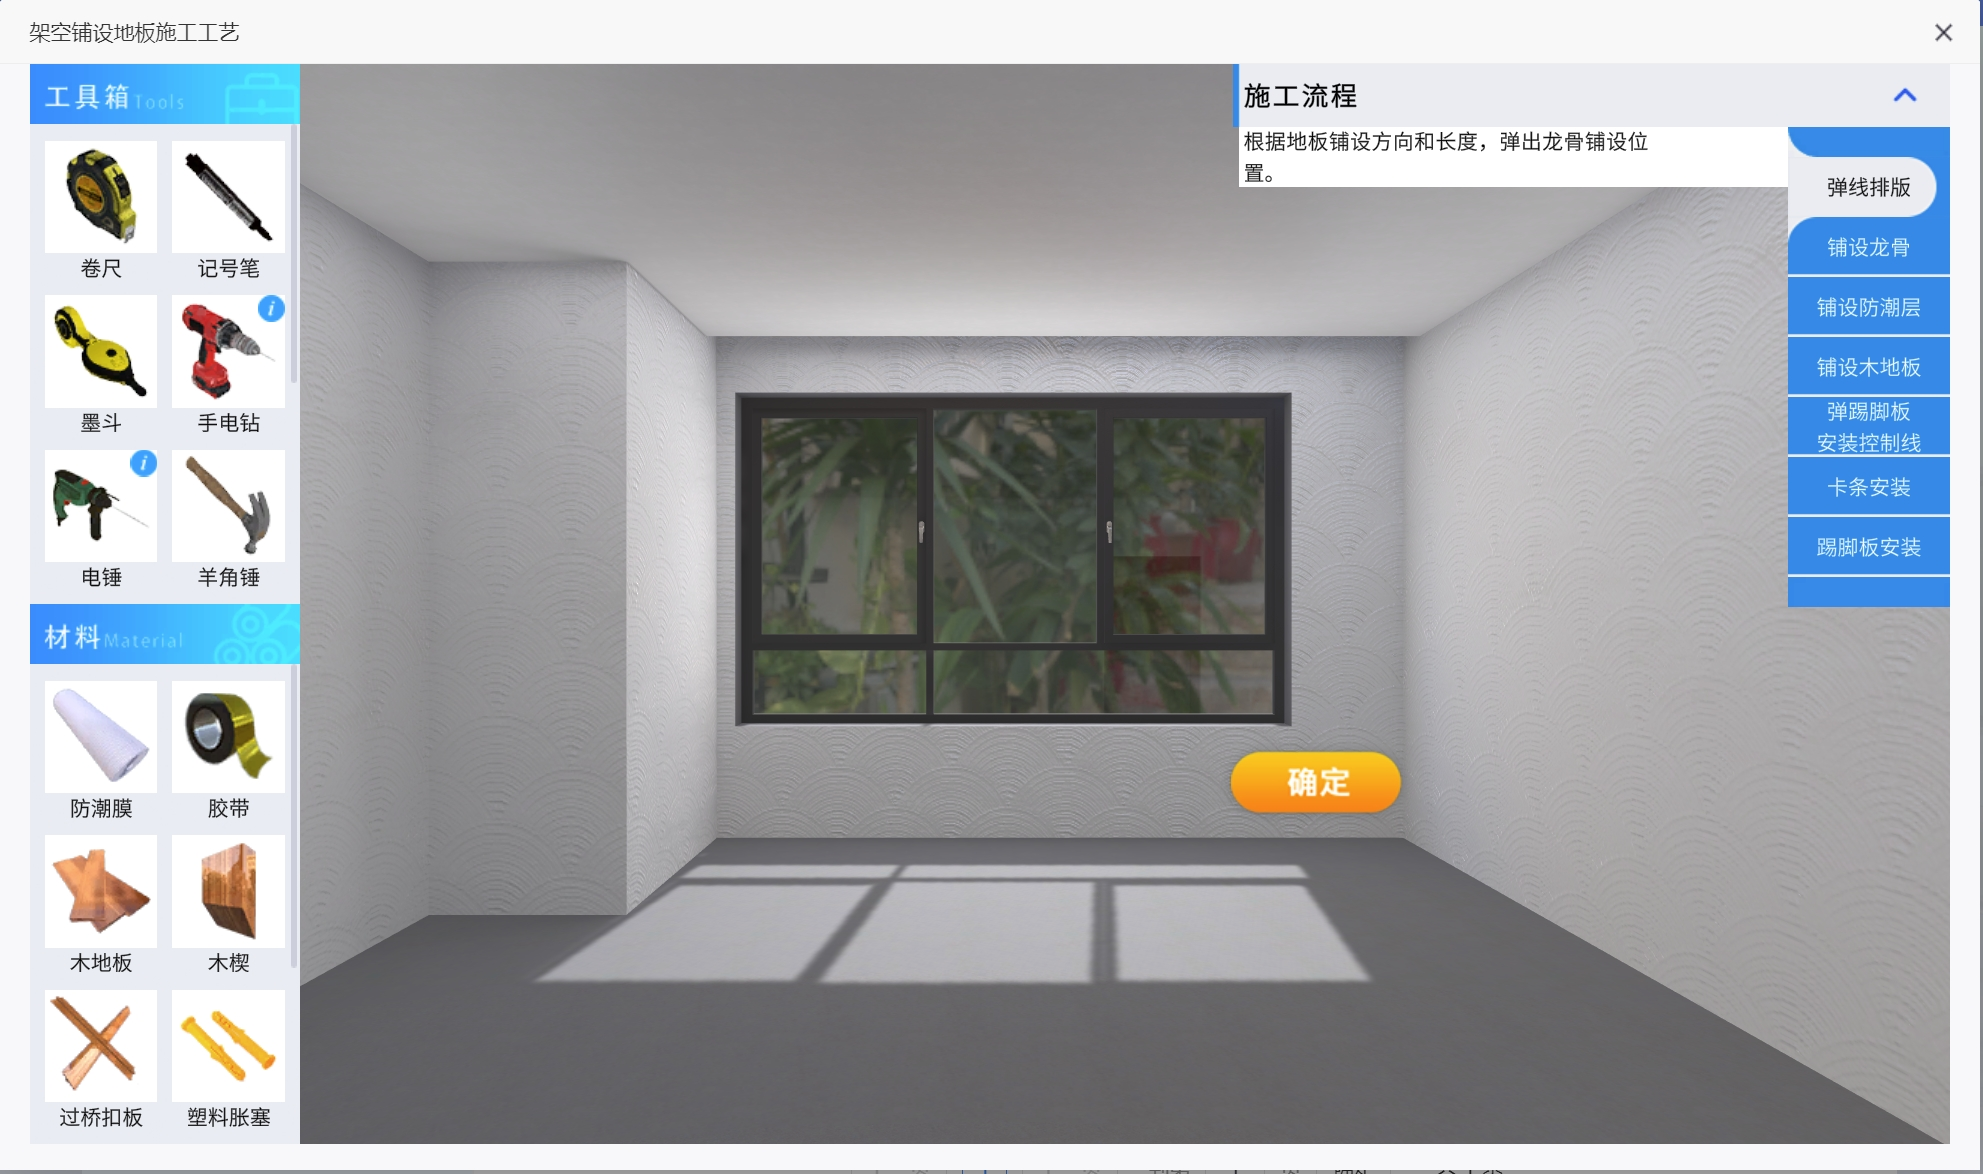 架空铺设地板施工工艺
工具箱 Tools
卷尺
记号笔
墨斗
手电钻
电锤
羊角锤
材料 Material
防潮膜
胶带
木地板
木楔
过桥扣板
塑料胀塞
施工流程
根据地板铺设方向和长度，弹出龙骨铺设位
置。
弹线排版
铺设龙骨
铺设防潮层
铺设木地板
弹踢脚板
安装控制线
卡条安装
踢脚板安装
确定